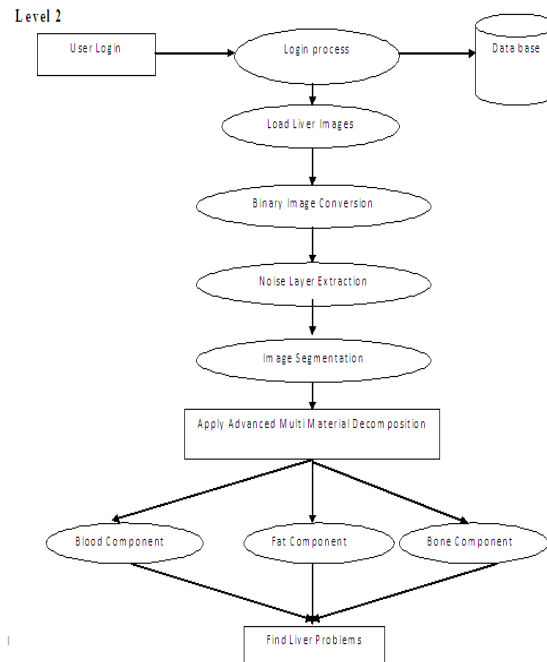 Level 2
User Login
Login process
Data base
Load Liver Images
Binary Image Conversion
Noise Layer Extraction
Image Segmentation
Apply Advanced Multi Material Decomposition
Blood Component
Fat Component
Bone Component
Find Liver Problems